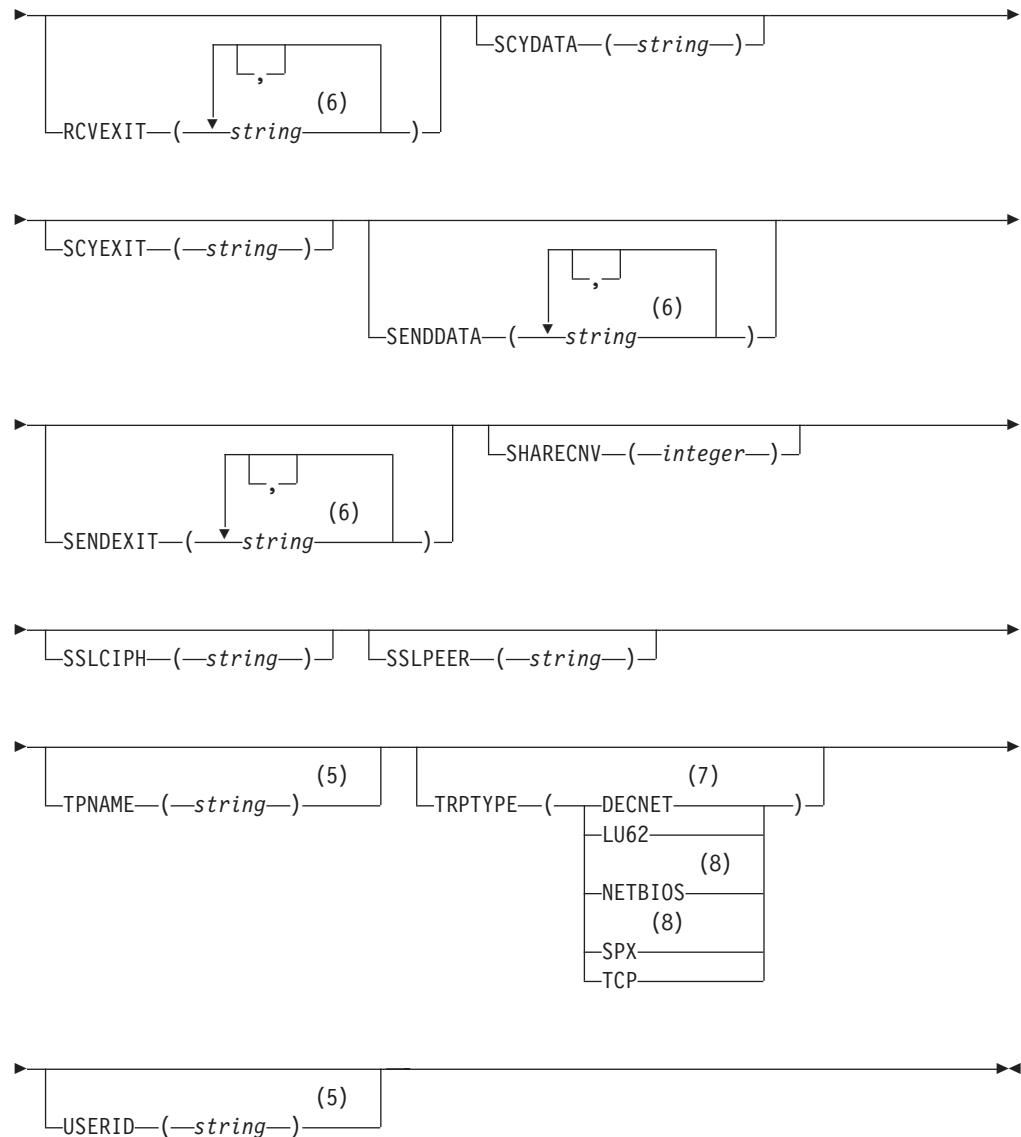 SCYDATA ( string )
,
(6)
RCVEXIT ( string )
SCYEXIT ( string )
,
(6)
SENDDATA ( string )
SHARECNV ( integer )
,
(6)
SENDEXIT ( string )
SSLCIPH ( string ) SSLPEER ( string )
(5) (7)
TPNAME ( string ) TRPTYPE ( DECNET )
LU62
(8)
NETBIOS
(8)
SPX
TCP
(5)
USERID ( string )